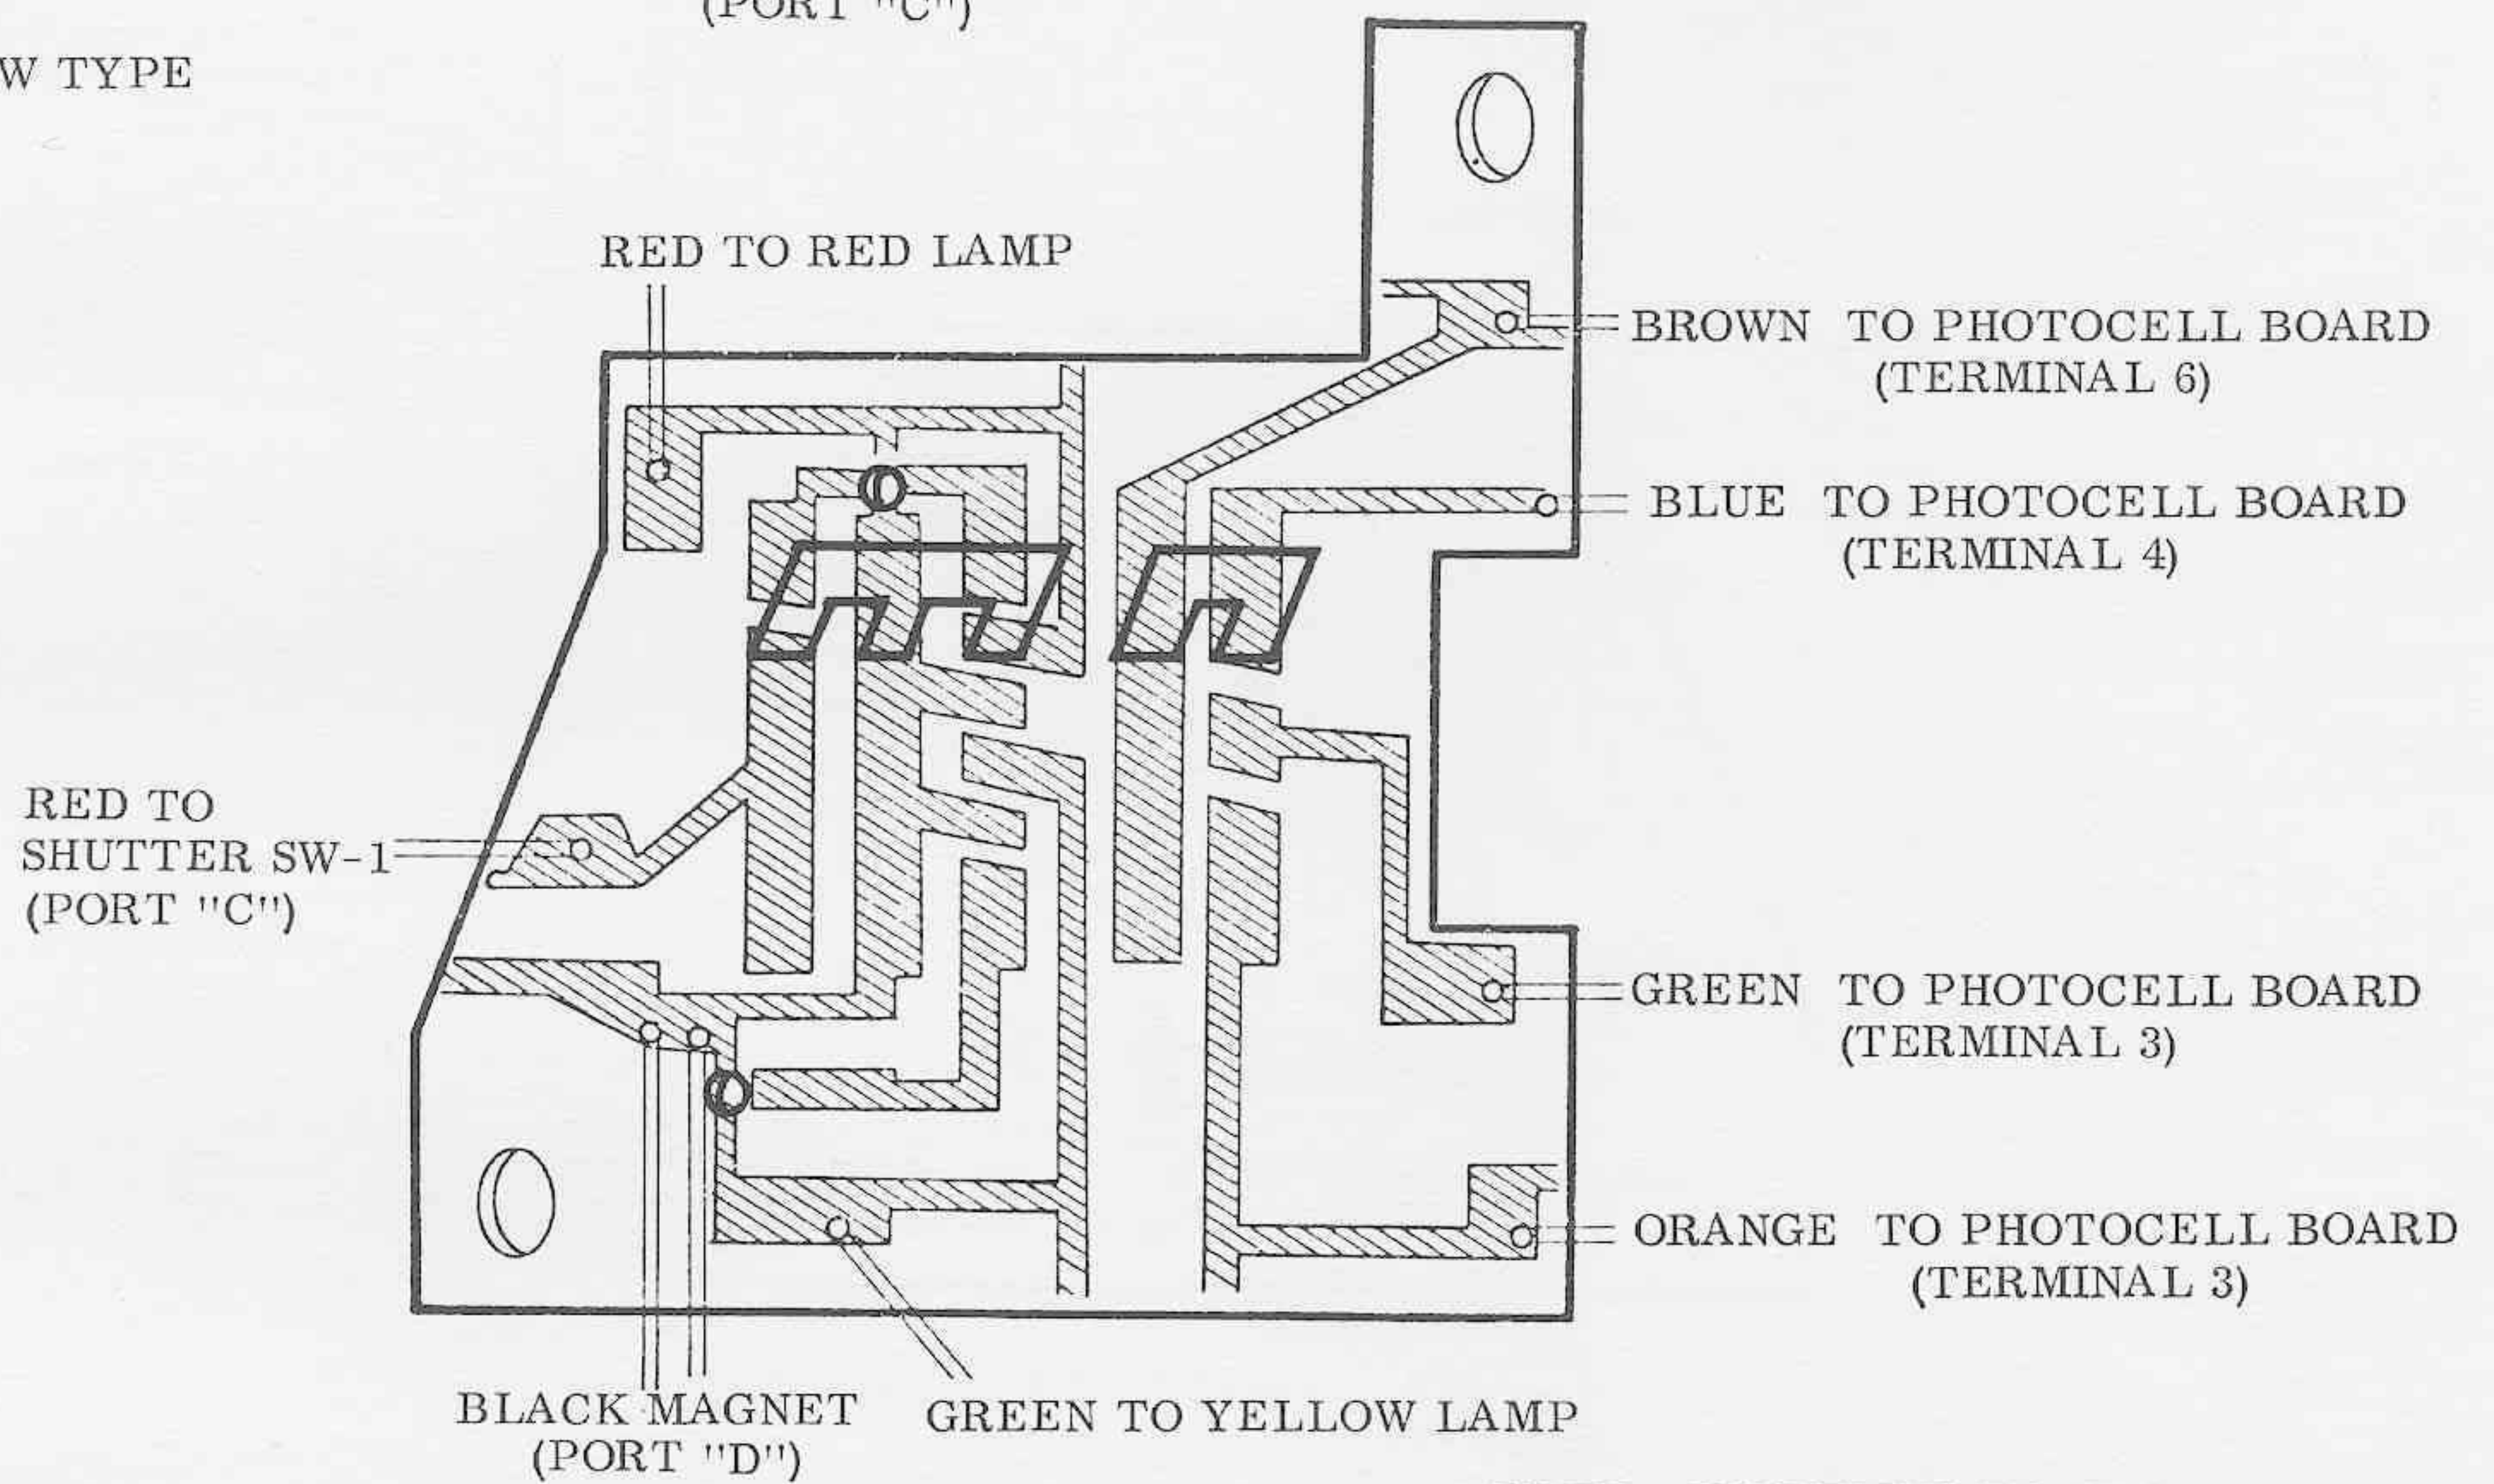 (PORT "C")
W TYPE
RED TO RED LAMP
BROWN TO PHOTOCELL BOARD
(TERMINAL 6)
BLUE TO PHOTOCELL BOARD
(TERMINAL 4)
RED TO
SHUTTER SW-1
(PORT "C")
GREEN TO PHOTOCELL BOARD
(TERMINAL 3)
ORANGE TO PHOTOCELL BOARD
(TERMINAL 3)
BLACK MAGNET
(PORT "D")
GREEN TO YELLOW LAMP